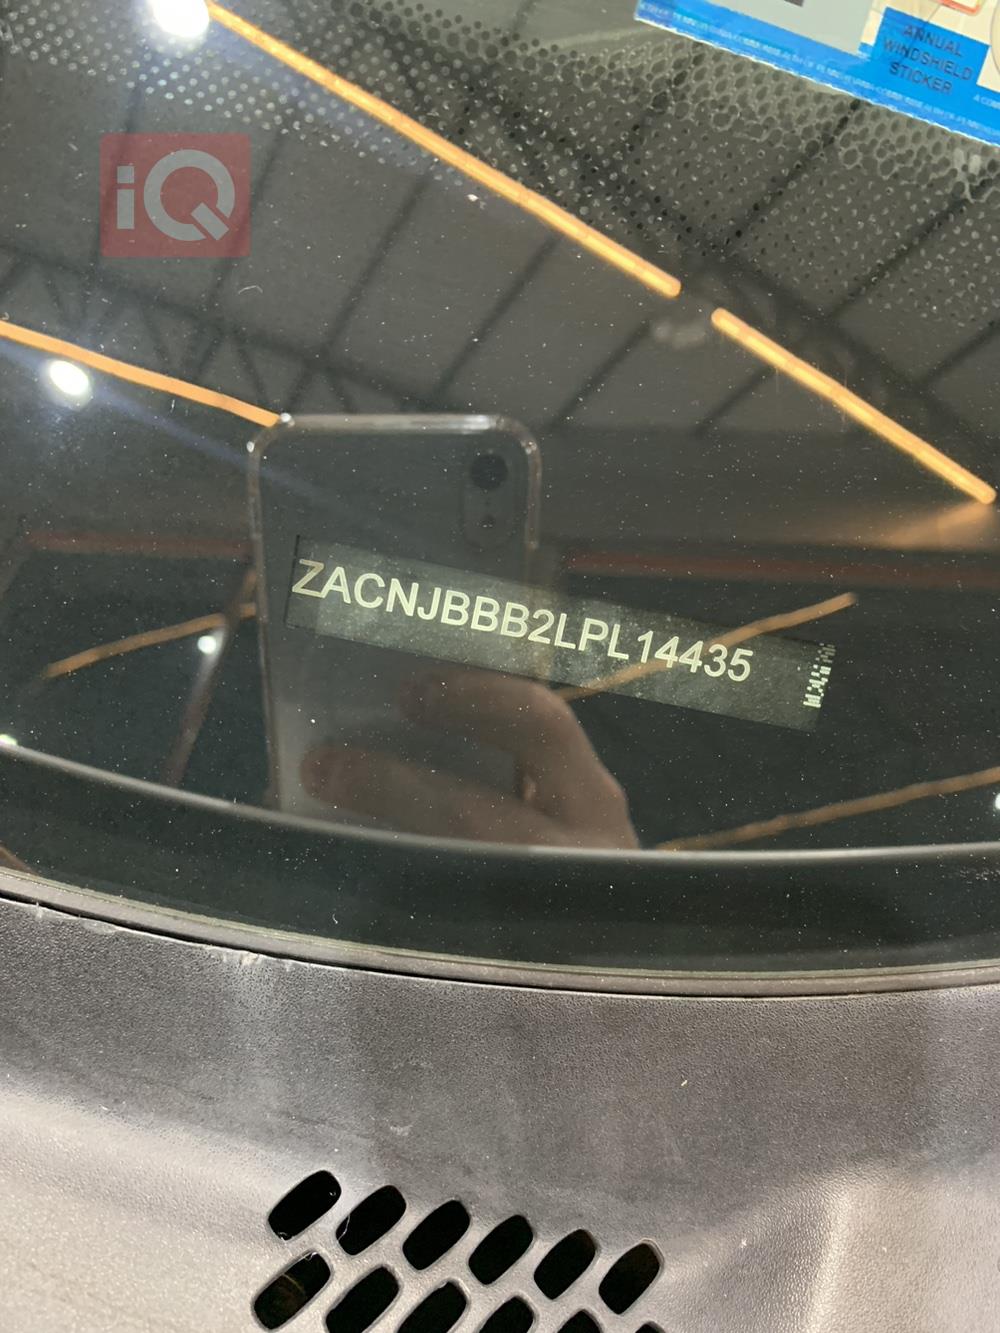 ANNUAL
WINDSHIELD
STICKER
iQ
ZACNJBBB2LPL14435